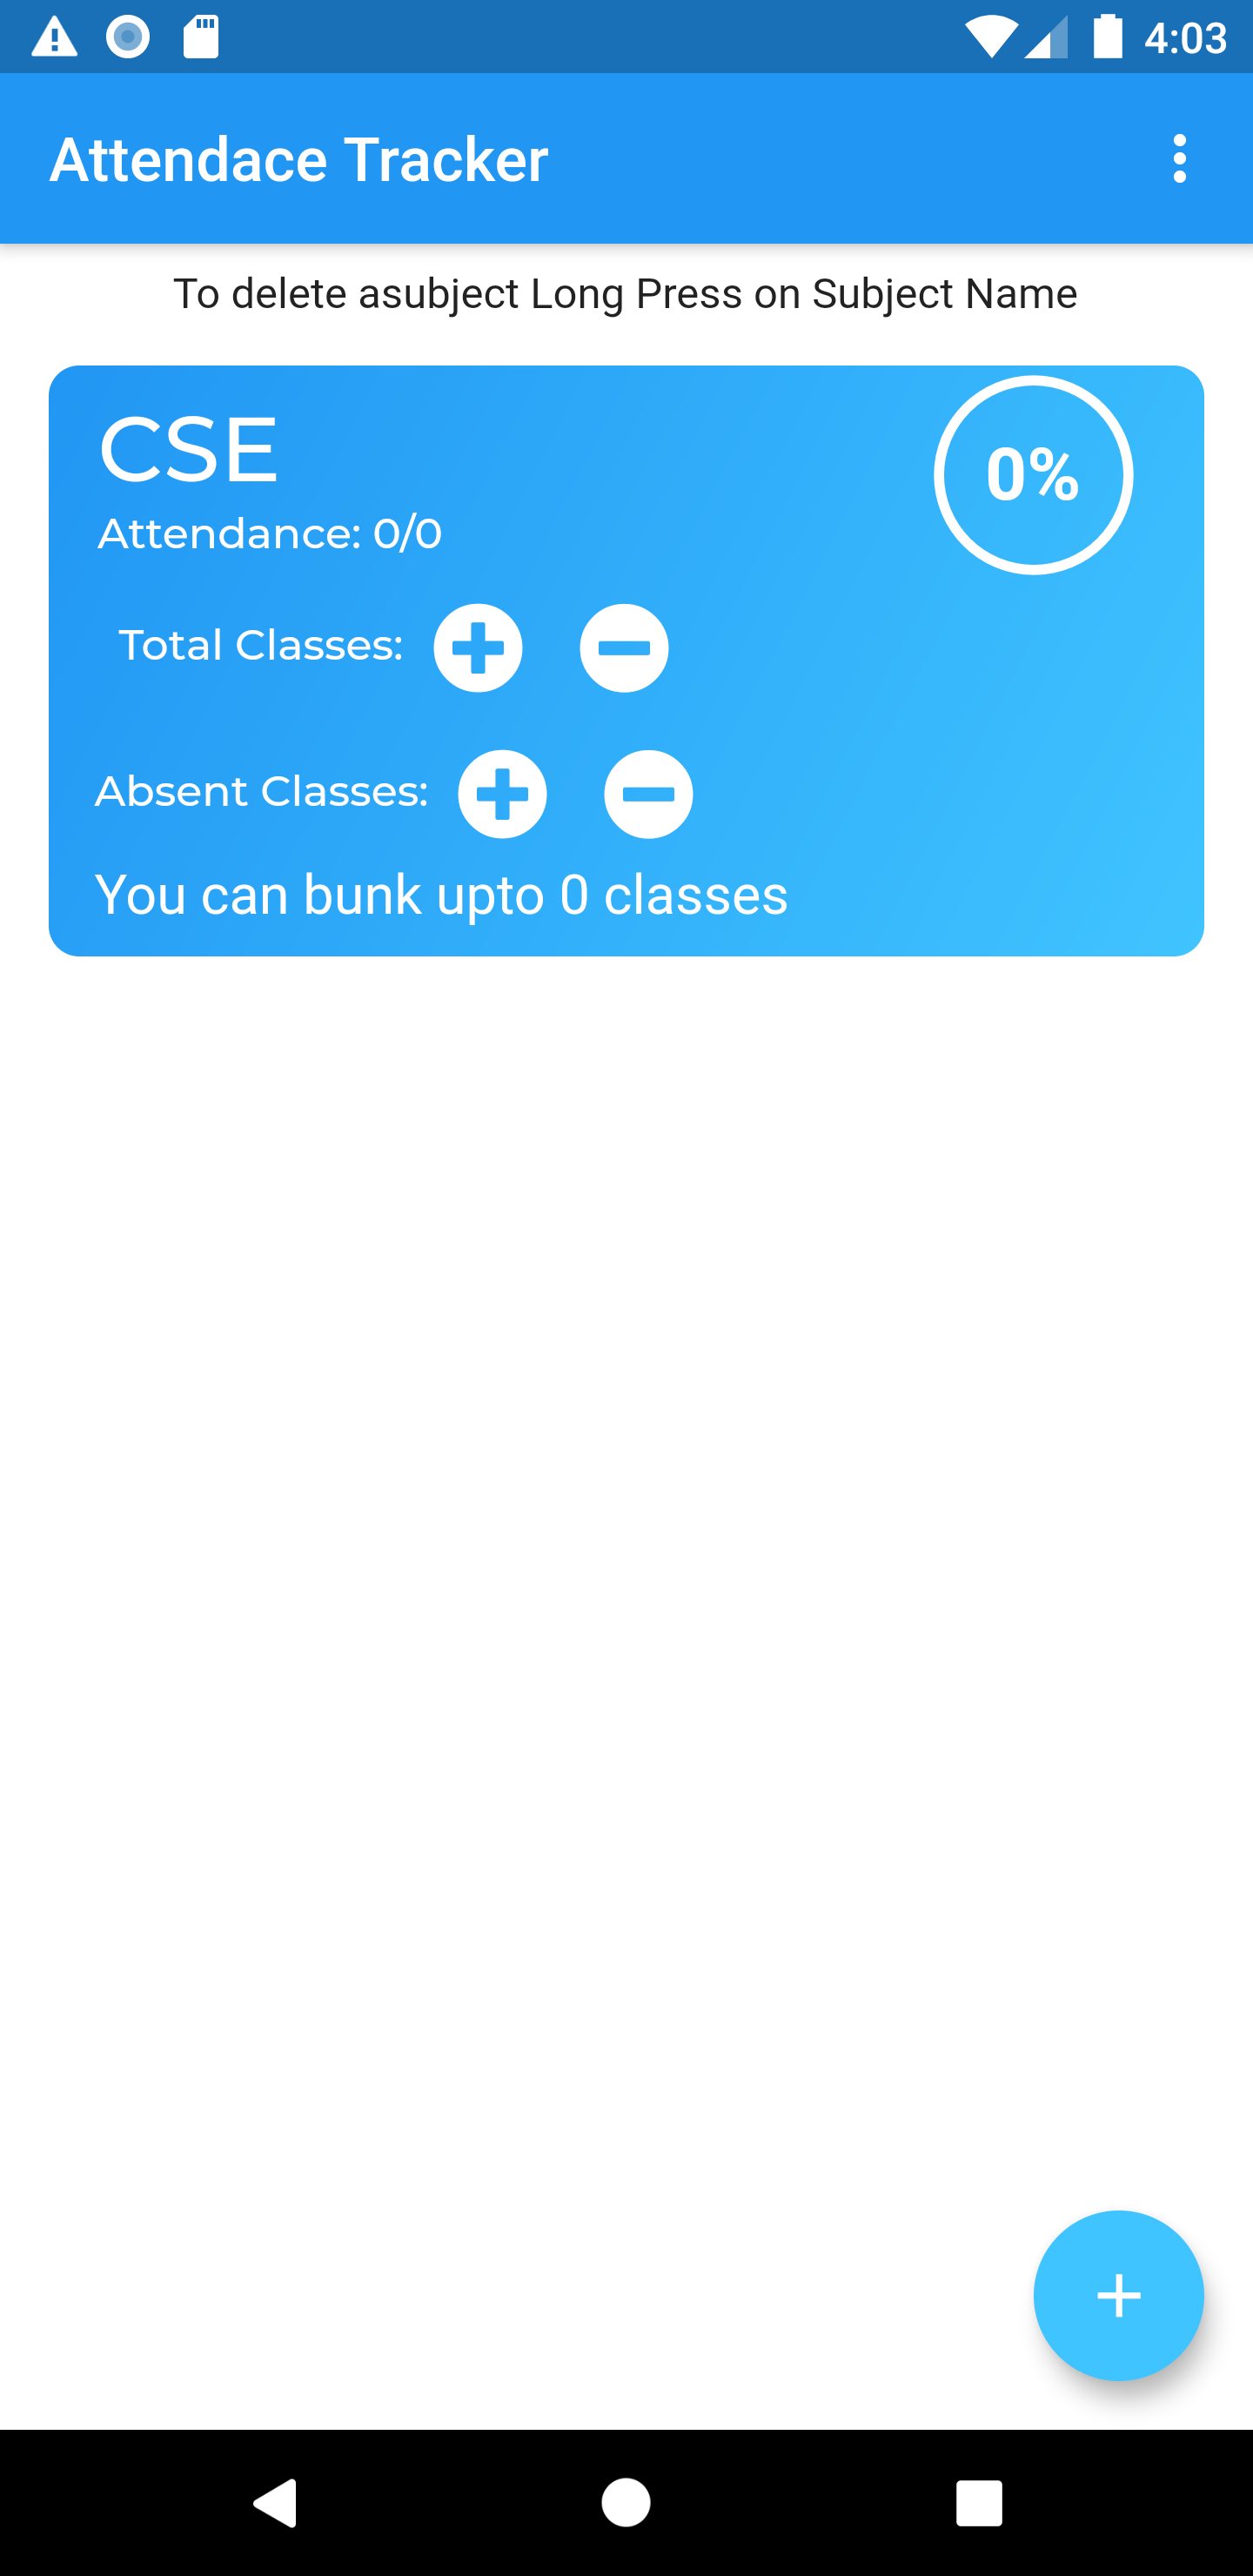 4:03
Attendace Tracker
To delete asubject Long Press on Subject Name
CSE
0%
Attendance: 0/0
Total Classes:
Absent Classes:
You can bunk upto 0 classes